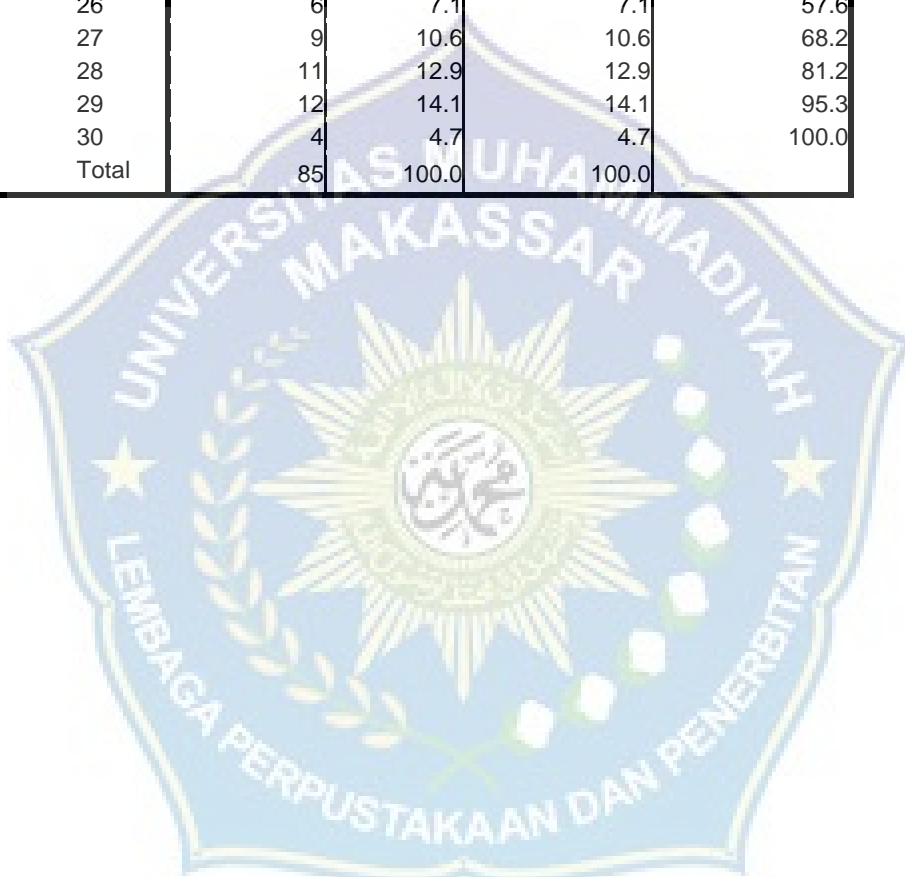 26 6 7.1 7.1 57.6
27 9 10.6 10.6 68.2
28 11 12.9 12.9 81.2
29 12 14.1 14.1 95.3
30 4 4.7 4.7 100.0
Total 85 100.0 100.0
UNIVERSITAS MUHAMMADIYAH
MAKASSAR
LEMBAGA PERPUSTAKAAN DAN PENERBITAN